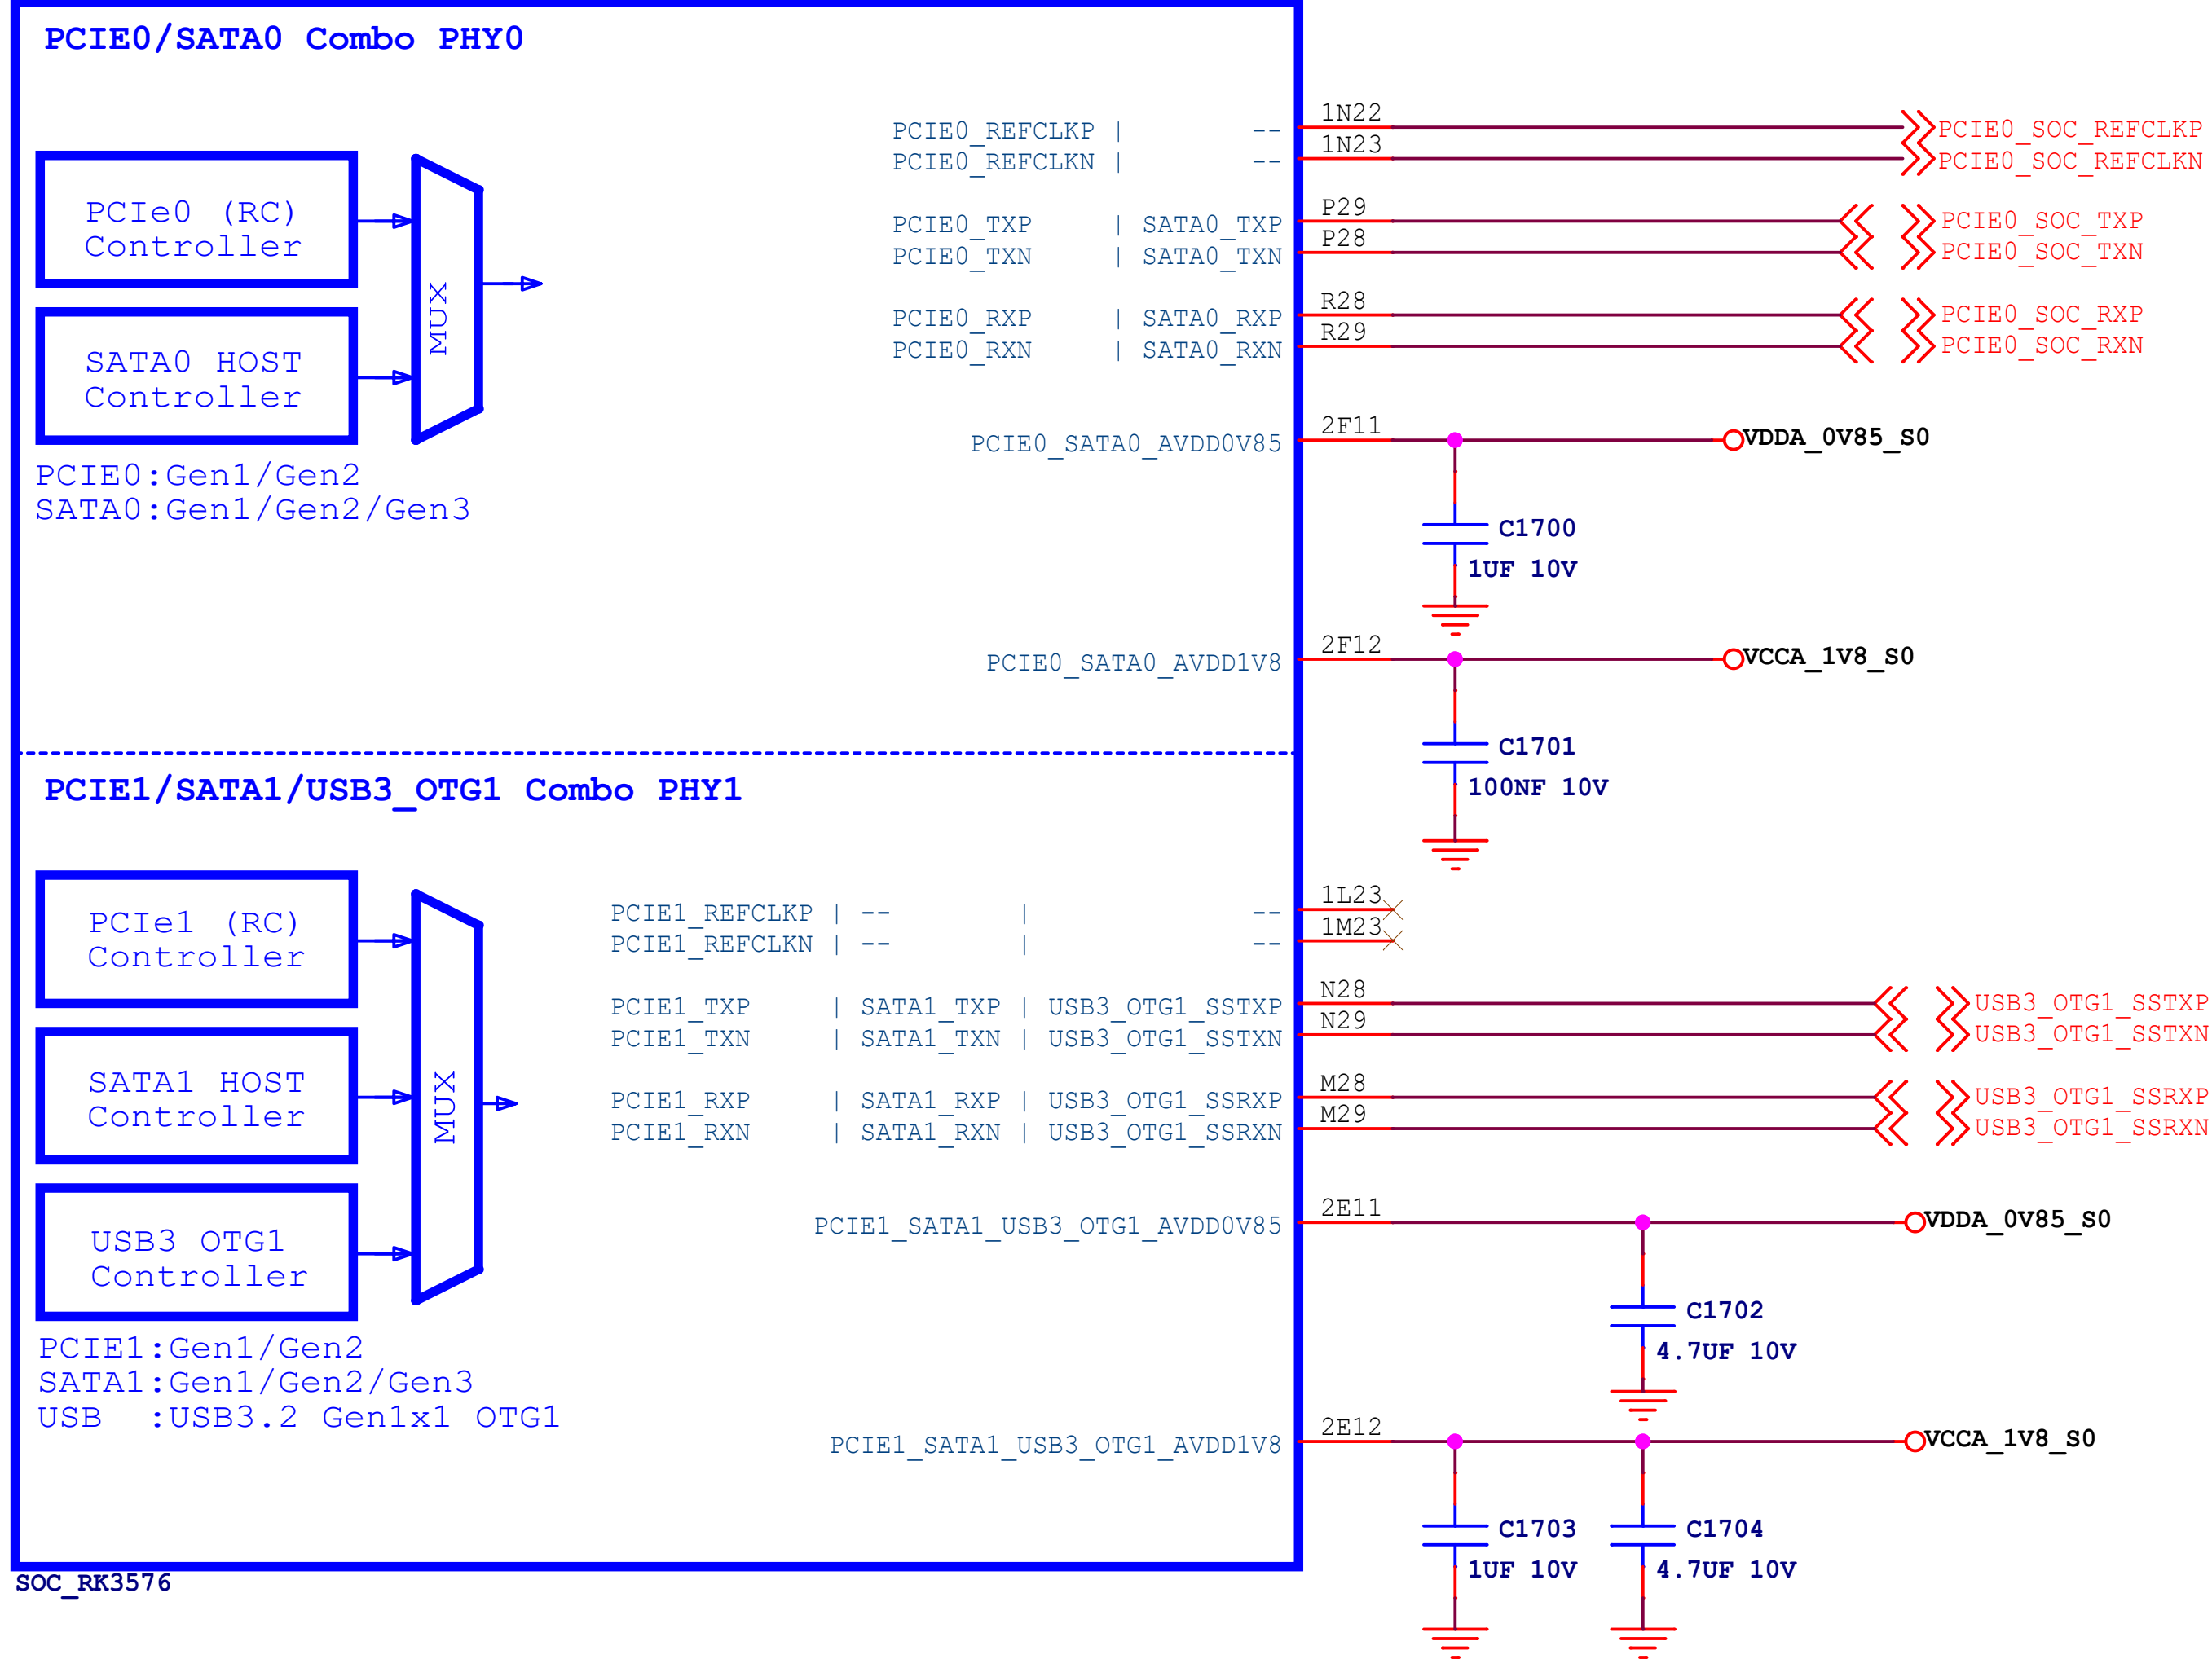 PCIE0/SATA0 Combo PHY0
PCIe0 (RC)
Controller
SATA0 HOST
Controller
MUX
PCIE0:Gen1/Gen2
SATA0:Gen1/Gen2/Gen3
PCIE0_REFCLKP | -- 1N22 PCIE0_SOC_REFCLKP
PCIE0_REFCLKN | -- 1N23 PCIE0_SOC_REFCLKN
PCIE0_TXP | SATA0_TXP P29 PCIE0_SOC_TXP
PCIE0_TXN | SATA0_TXN P28 PCIE0_SOC_TXN
PCIE0_RXP | SATA0_RXP R28 PCIE0_SOC_RXP
PCIE0_RXN | SATA0_RXN R29 PCIE0_SOC_RXN
PCIE0_SATA0_AVDD0V85 2F11 VDDA_0V85_S0
C1700
1UF 10V
PCIE0_SATA0_AVDD1V8 2F12 VCCA_1V8_S0
C1701
100NF 10V
PCIE1/SATA1/USB3_OTG1 Combo PHY1
PCIe1 (RC)
Controller
SATA1 HOST
Controller
USB3 OTG1
Controller
MUX
PCIE1:Gen1/Gen2
SATA1:Gen1/Gen2/Gen3
USB :USB3.2 Gen1x1 OTG1
PCIE1_REFCLKP | -- | -- 1L23
PCIE1_REFCLKN | -- | -- 1M23
PCIE1_TXP | SATA1_TXP | USB3_OTG1_SSTXP N28 USB3_OTG1_SSTXP
PCIE1_TXN | SATA1_TXN | USB3_OTG1_SSTXN N29 USB3_OTG1_SSTXN
PCIE1_RXP | SATA1_RXP | USB3_OTG1_SSRXP M28 USB3_OTG1_SSRXP
PCIE1_RXN | SATA1_RXN | USB3_OTG1_SSRXN M29 USB3_OTG1_SSRXN
PCIE1_SATA1_USB3_OTG1_AVDD0V85 2E11 VDDA_0V85_S0
C1702
4.7UF 10V
PCIE1_SATA1_USB3_OTG1_AVDD1V8 2E12 VCCA_1V8_S0
C1703 C1704
1UF 10V 4.7UF 10V
SOC_RK3576